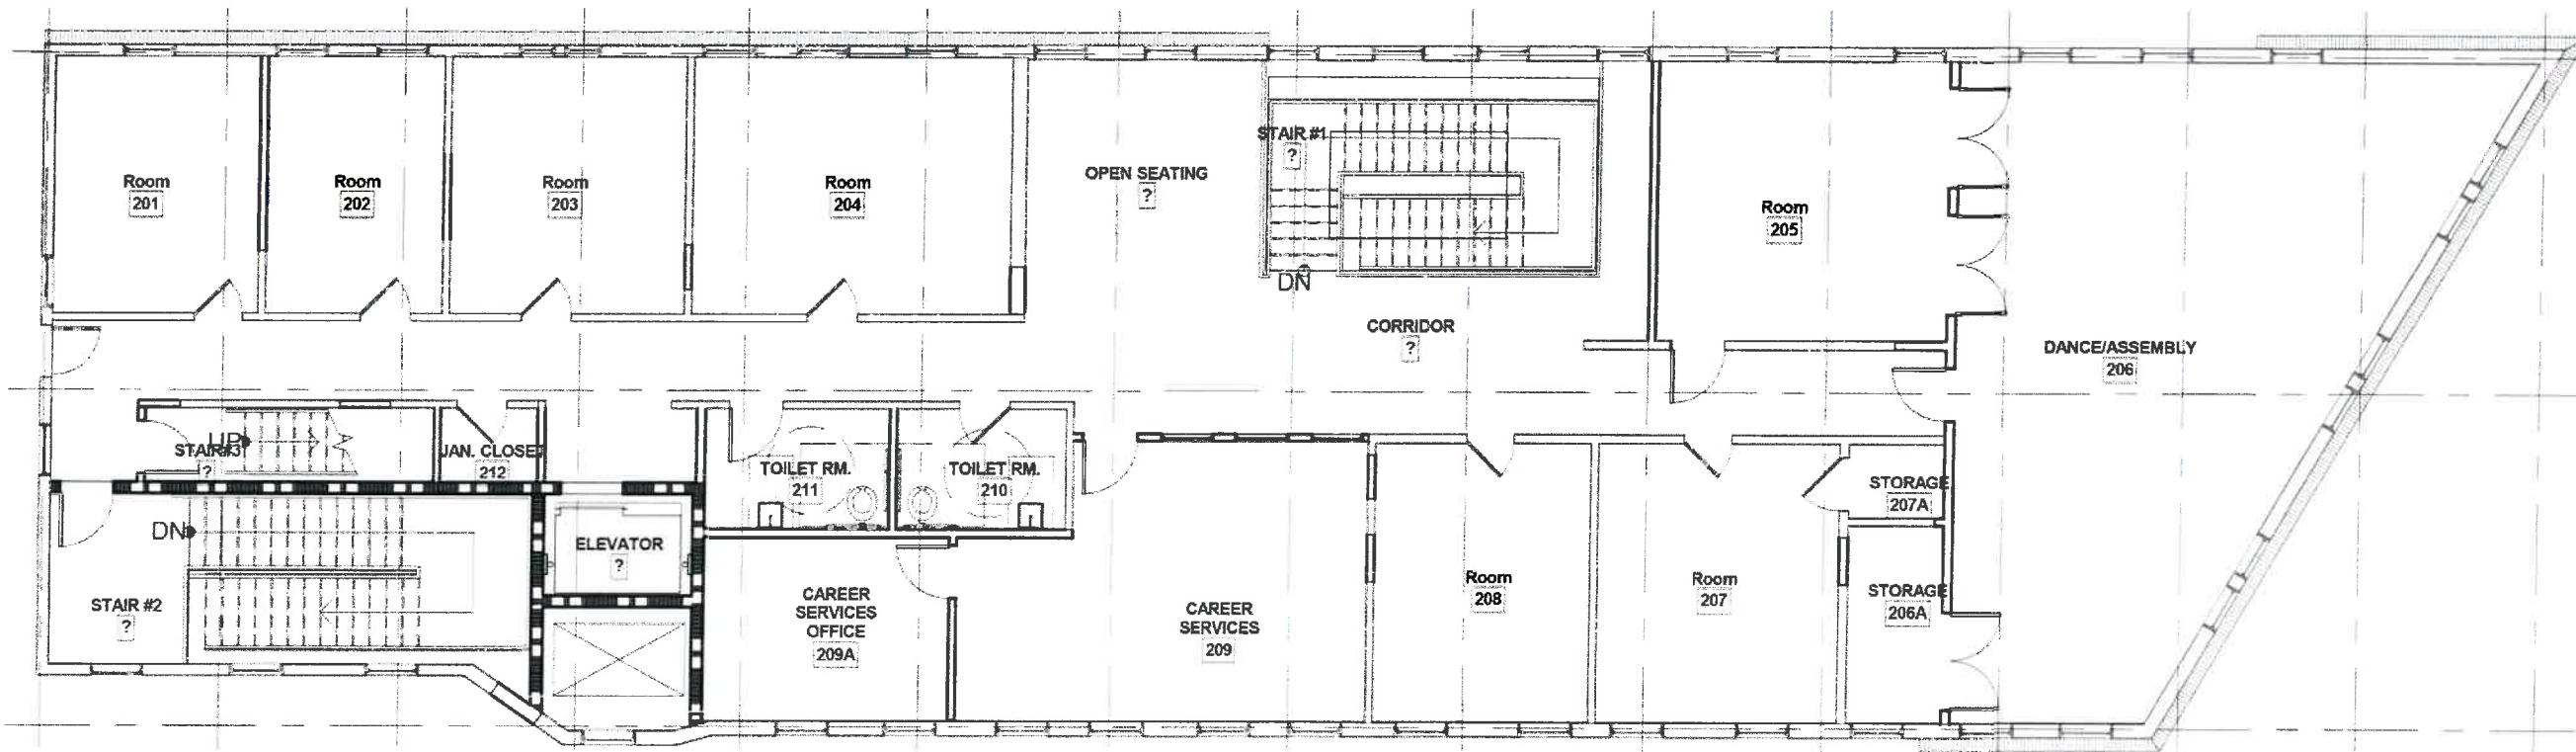 Room
201
Room
202
Room
203
Room
204
OPEN SEATING
?
STAIR #1
?
DN
Room
205
CORRIDOR
?
DANCE/ASSEMBLY
206
UP
STAIR#3
?
JAN. CLOSET
212
TOILET RM.
211
TOILET RM.
210
STORAGE
207A
DN
STAIR #2
?
ELEVATOR
?
CAREER
SERVICES
OFFICE
209A
CAREER
SERVICES
209
Room
208
Room
207
STORAGE
206A